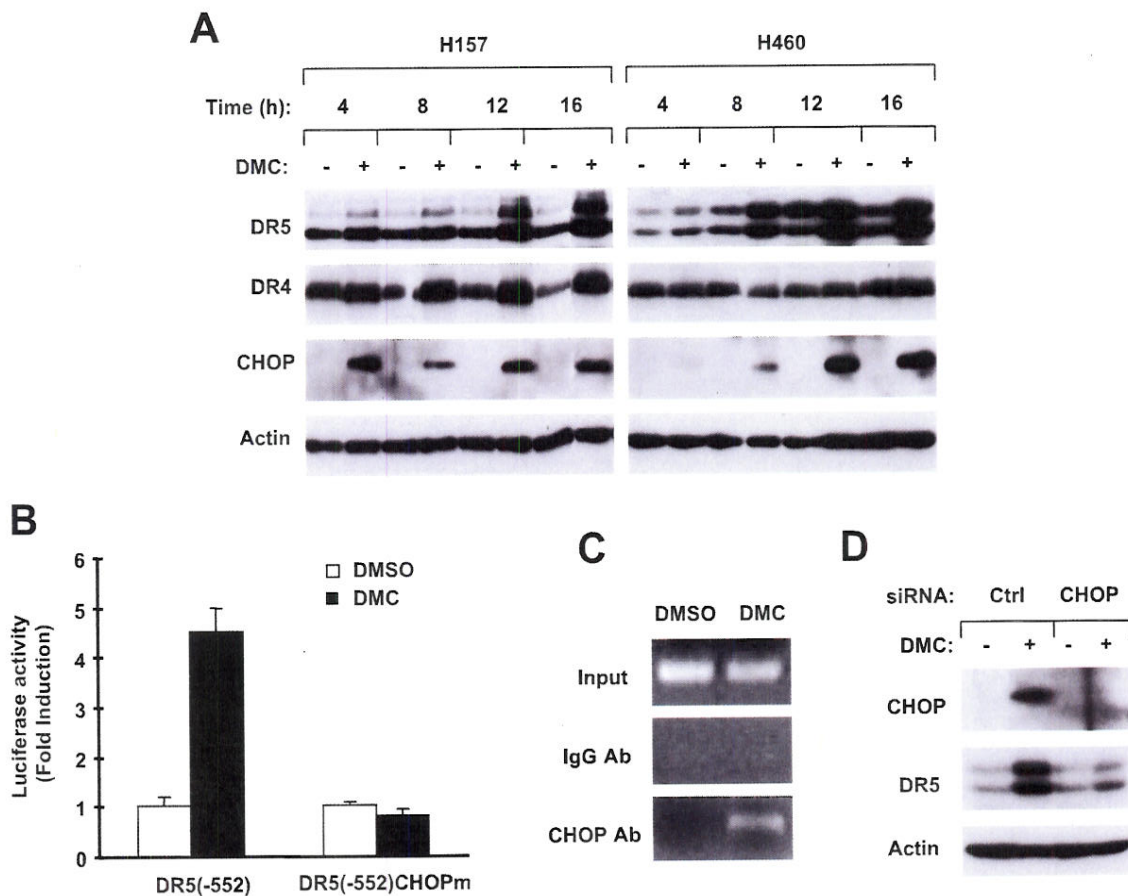 A
H157 H460
Time (h): 4 8 12 16 4 8 12 16
DMC: - + - + - + - + - + - + - + - +
DR5
DR4
CHOP
Actin
B
Luciferase activity
(Fold Induction)
6
5
4
3
2
1
0
DMSO
DMC
DR5(-552) DR5(-552)CHOPm
C
DMSO DMC
Input
IgG Ab
CHOP Ab
D
siRNA: Ctrl CHOP
DMC: - + - +
CHOP
DR5
Actin